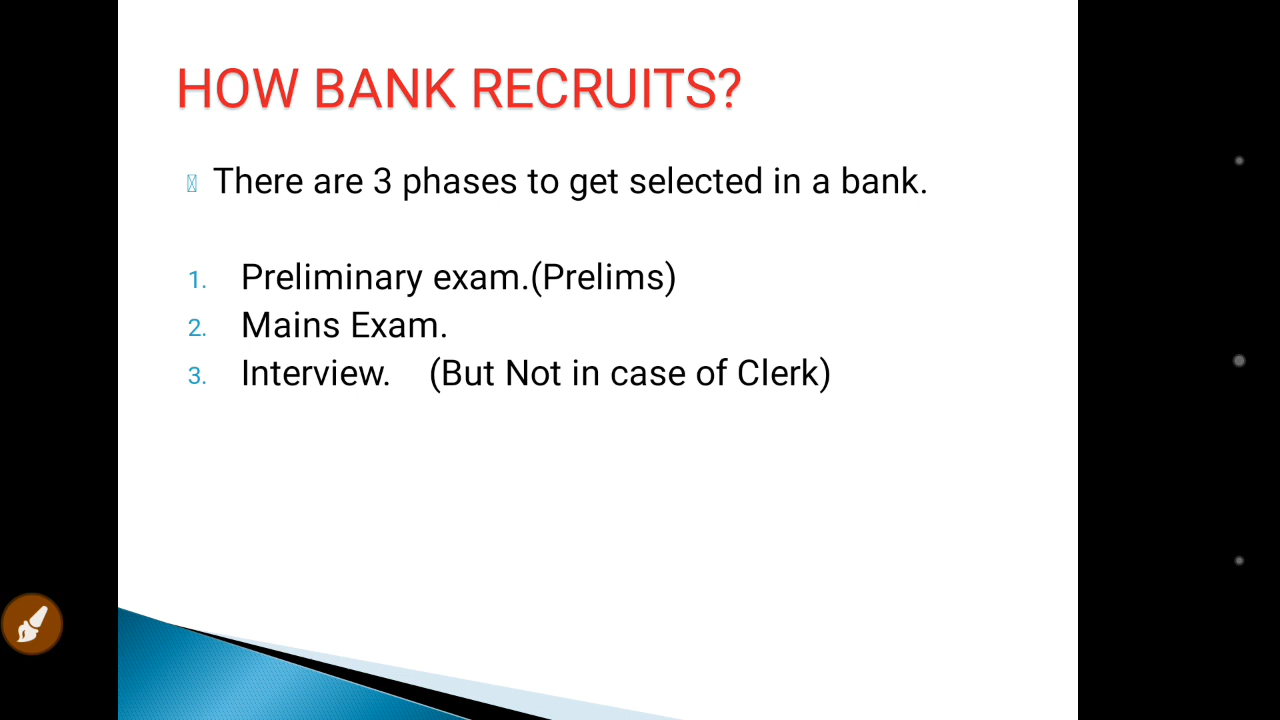 HOW BANK RECRUITS?
There are 3 phases to get selected in a bank.
1. Preliminary exam.(Prelims)
2. Mains Exam.
3. Interview. (But Not in case of Clerk)